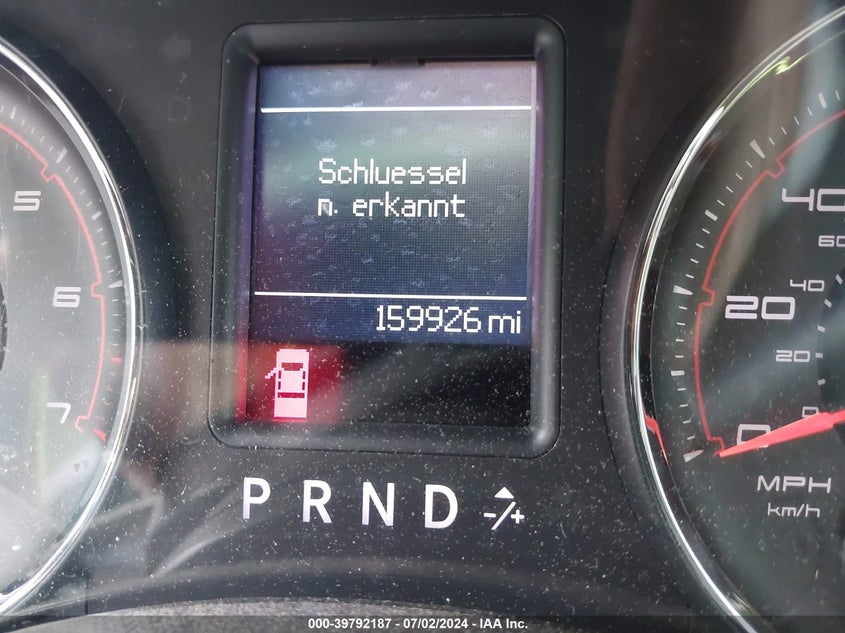 Schluessel
n. erkannt
159926 mi
5
6
7
P R N D -/+
40
60
40
20
20
0
0
MPH
km/h
000-39792187 - 07/02/2024 - IAA Inc.